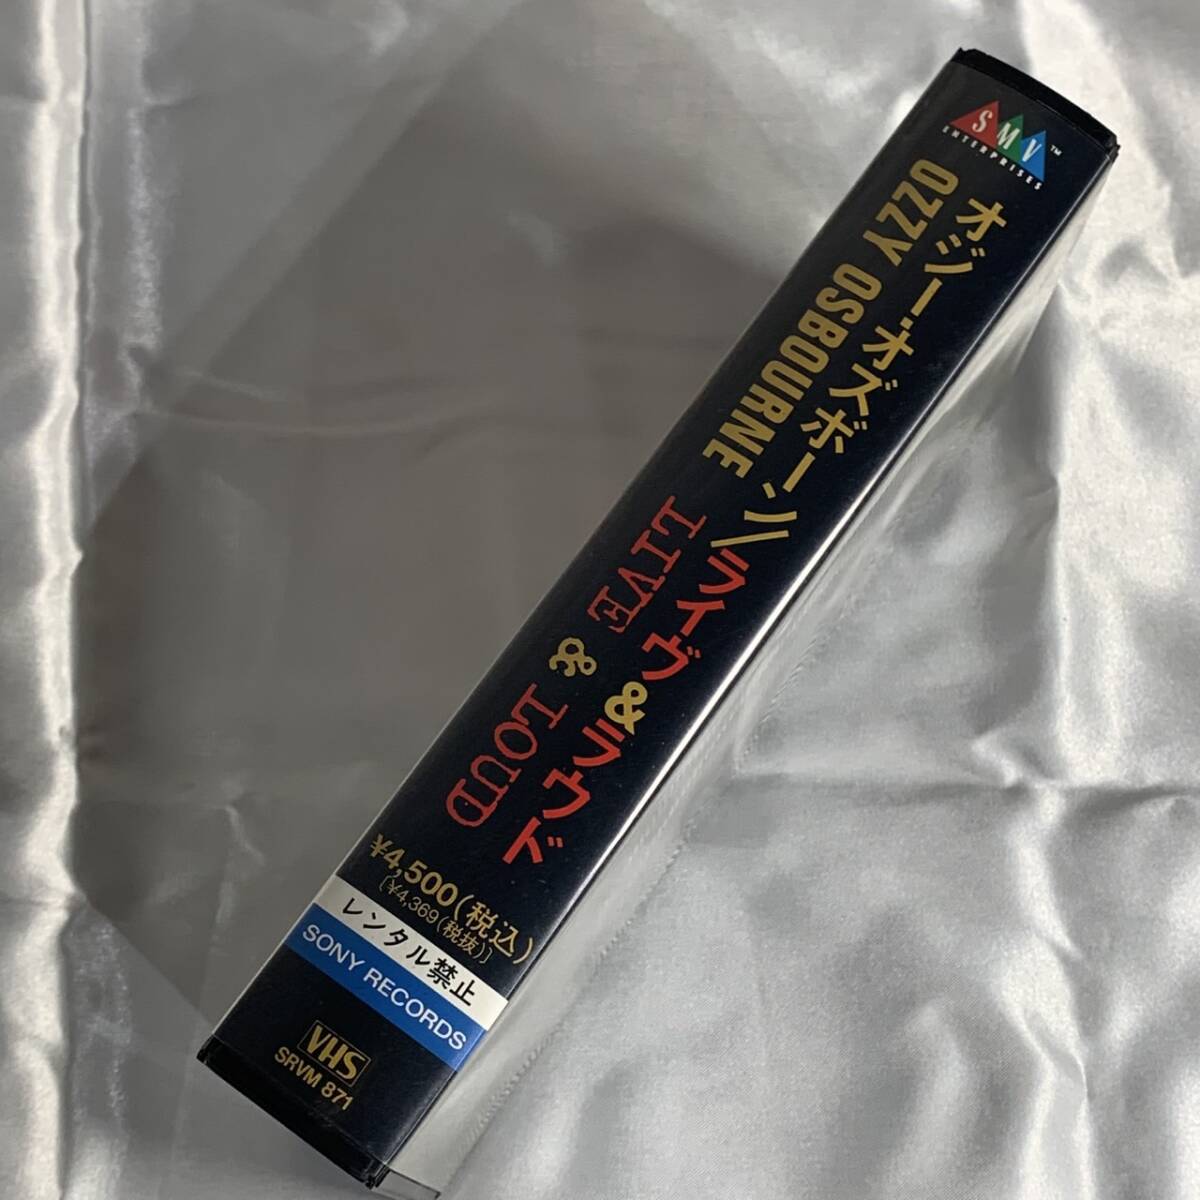 SMV
ENTERPRISES ™
オジー・オズボーン/ライヴ&ラウド
OZZY OSBOURNE LIVE & LOUD
¥4,500(税込)
[¥4,369(税抜)]
レンタル禁止
SONY RECORDS
VHS
SRVM 871